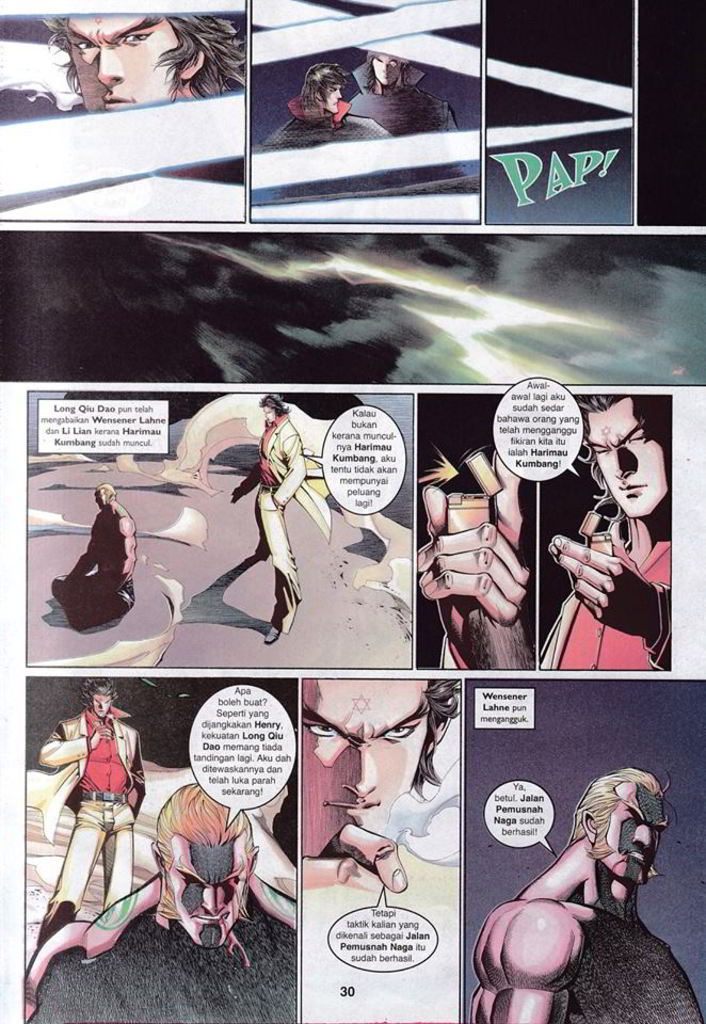 PAP!
Long Qiu Dao pun telah
mengabaikan Wensener Lahne
dan Li Lian kerana Harimau
Kumbang sudah muncul.
Kalau
bukan
kerana muncul-
nya Harimau
Kumbang, aku
tentu tidak akan
mempunyai
peluang
lagi!
Awal-
awal lagi aku
sudah sedar
bahawa orang yang
telah mengganggu
fikiran kita itu
ialah Harimau
Kumbang!
Apa
boleh buat?
Seperti yang
dijangkakan Henry,
kekuatan Long Qiu
Dao memang tiada
tandingan lagi. Aku dah
ditewaskannya dan
telah luka parah
sekarang!
Tetapi
taktik kalian yang
dikenali sebagai Jalan
Pemusnah Naga itu
sudah berhasil.
Wensener
Lahne pun
mengangguk.
Ya,
betul. Jalan
Pemusnah
Naga sudah
berhasil!
30